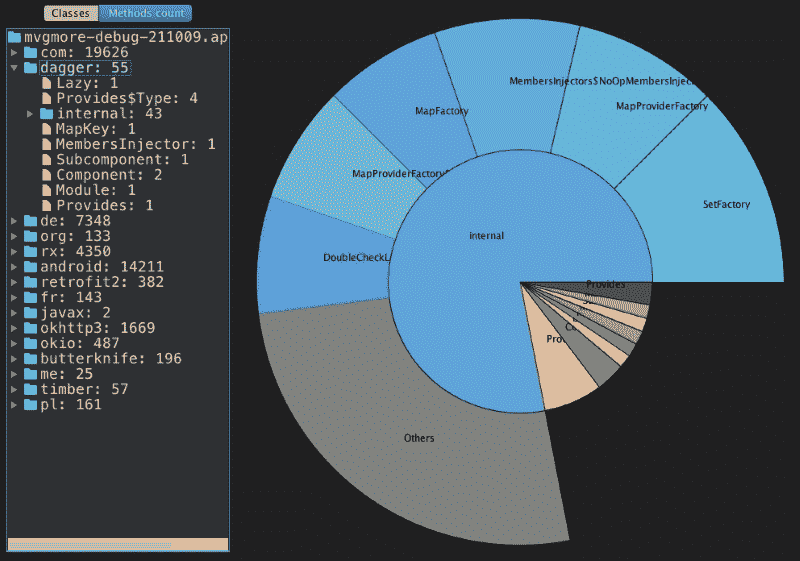 Classes Methods count
mvgmore-debug-211009.ap
com: 19626
dagger: 55
Lazy: 1
Provides$Type: 4
internal: 43
MapKey: 1
MembersInjector: 1
Subcomponent: 1
Component: 2
Module: 1
Provides: 1
de: 7348
org: 133
rx: 4350
android: 14211
retrofit2: 382
fr: 143
javax: 2
okhttp3: 1669
okio: 487
butterknife: 196
me: 25
timber: 57
pl: 161
MembersInjectors$NoOpMembersInjec
MapProviderFactory
MapFactory
MapProviderFactory
SetFactory
internal
DoubleCheckL
Provides
Others